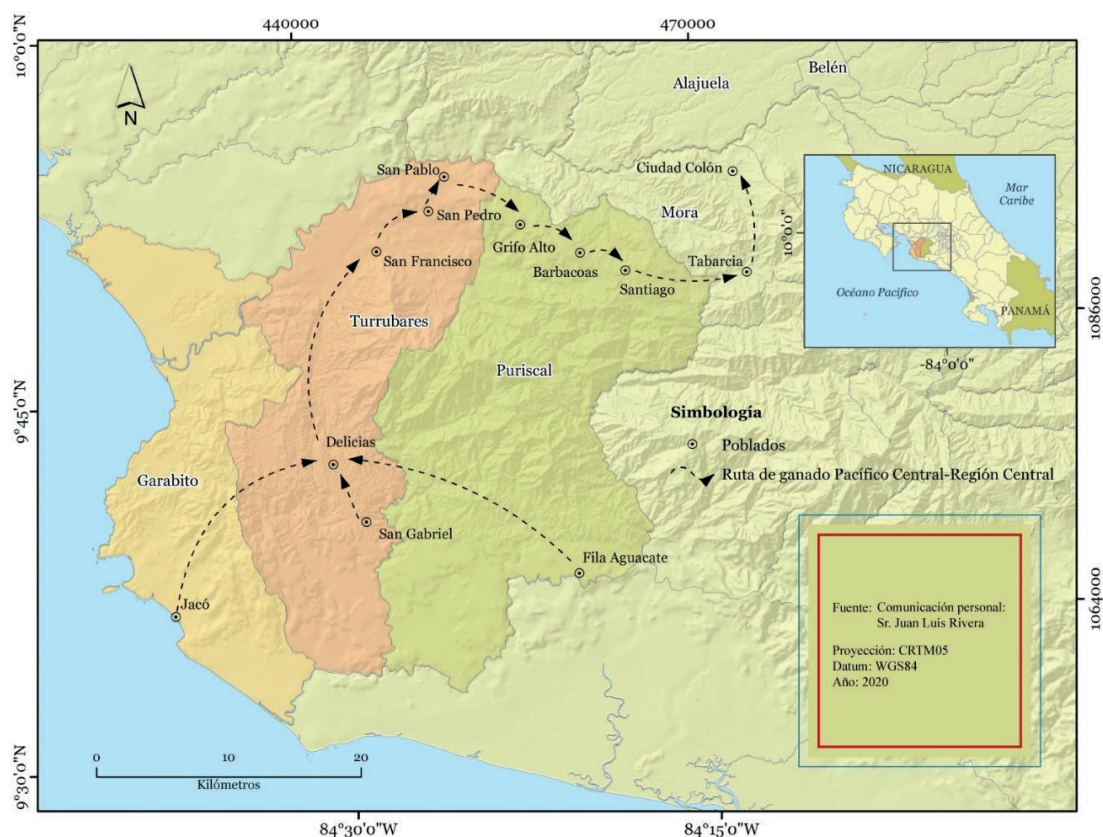 440000
470000
10°0'0"N
Belén
Alajuela
N
San Pablo
Ciudad Colón
NICARAGUA
Mar
Caribe
San Pedro
Mora
10°0'0"
Grifo Alto
San Francisco
Barbacoas
Tabarcia
Santiago
Océano Pacífico
PANAMÁ
1086000
Turrubares
Puriscal
-84°0'0"
9°45'0"N
Simbología
Delicias
Poblados
Garabito
Ruta de ganado Pacífico Central-Región Central
San Gabriel
Fila Aguacate
Jacó
1064000
Fuente: Comunicación personal:
Sr. Juan Luis Rivera
Proyección: CRTM05
Datum: WGS84
Año: 2020
0 10 20
Kilómetros
9°30'0"N
84°30'0"W
84°15'0"W